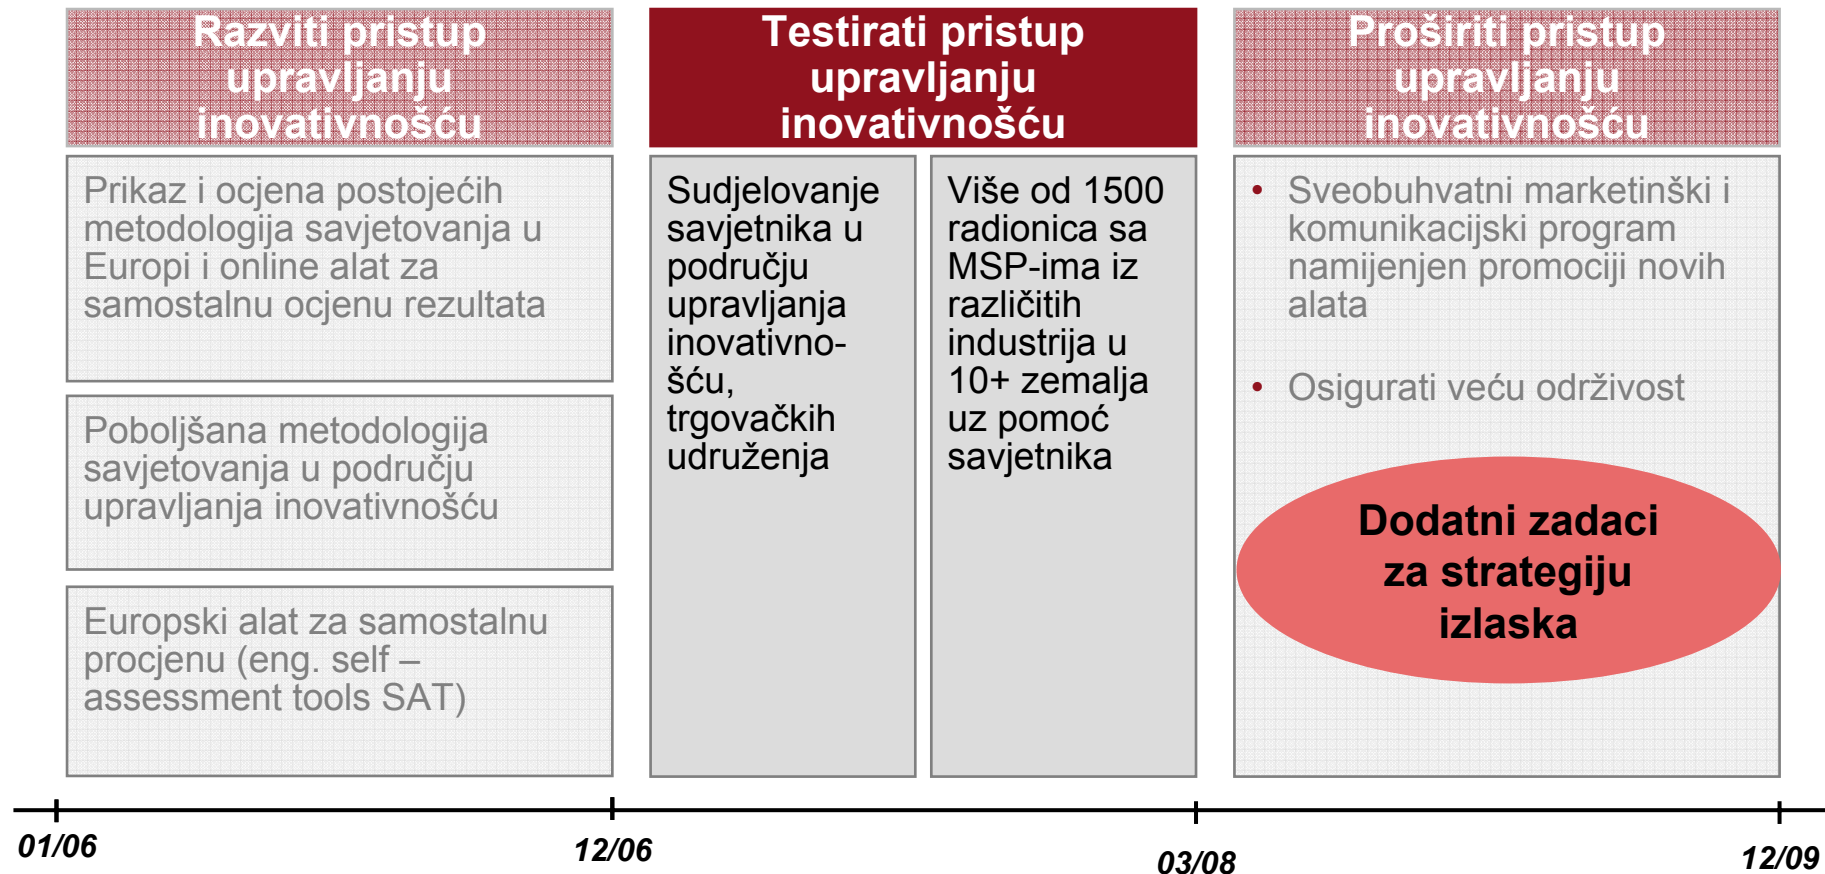 Razviti pristup
upravljanju
inovativnošću
Prikaz i ocjena postojećih
metodologija savjetovanja u
Europi i online alat za
samostalnu ocjenu rezultata
Poboljšana metodologija
savjetovanja u području
upravljanja inovativnošću
Europski alat za samostalnu
procjenu (eng. self –
assessment tools SAT)
Testirati pristup
upravljanju
inovativnošću
Sudjelovanje
savjetnika u
području
upravljanja
inovativno-
šću,
trgovačkih
udruženja
Više od 1500
radionica sa
MSP-ima iz
različitih
industrija u
10+ zemalja
uz pomoć
savjetnika
Proširiti pristup
upravljanju
inovativnošću
• Sveobuhvatni marketinški i
komunikacijski program
namijenjen promociji novih
alata
• Osigurati veću održivost
Dodatni zadaci
za strategiju
izlaska
01/06
12/06
03/08
12/09